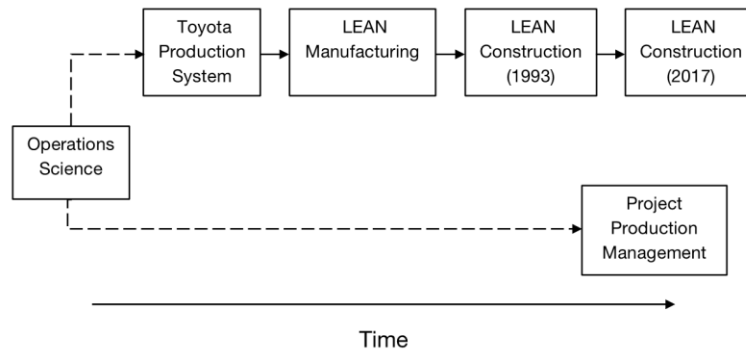 Toyota
Production
System
LEAN
Manufacturing
LEAN
Construction
(1993)
LEAN
Construction
(2017)
Operations
Science
Project
Production
Management
Time